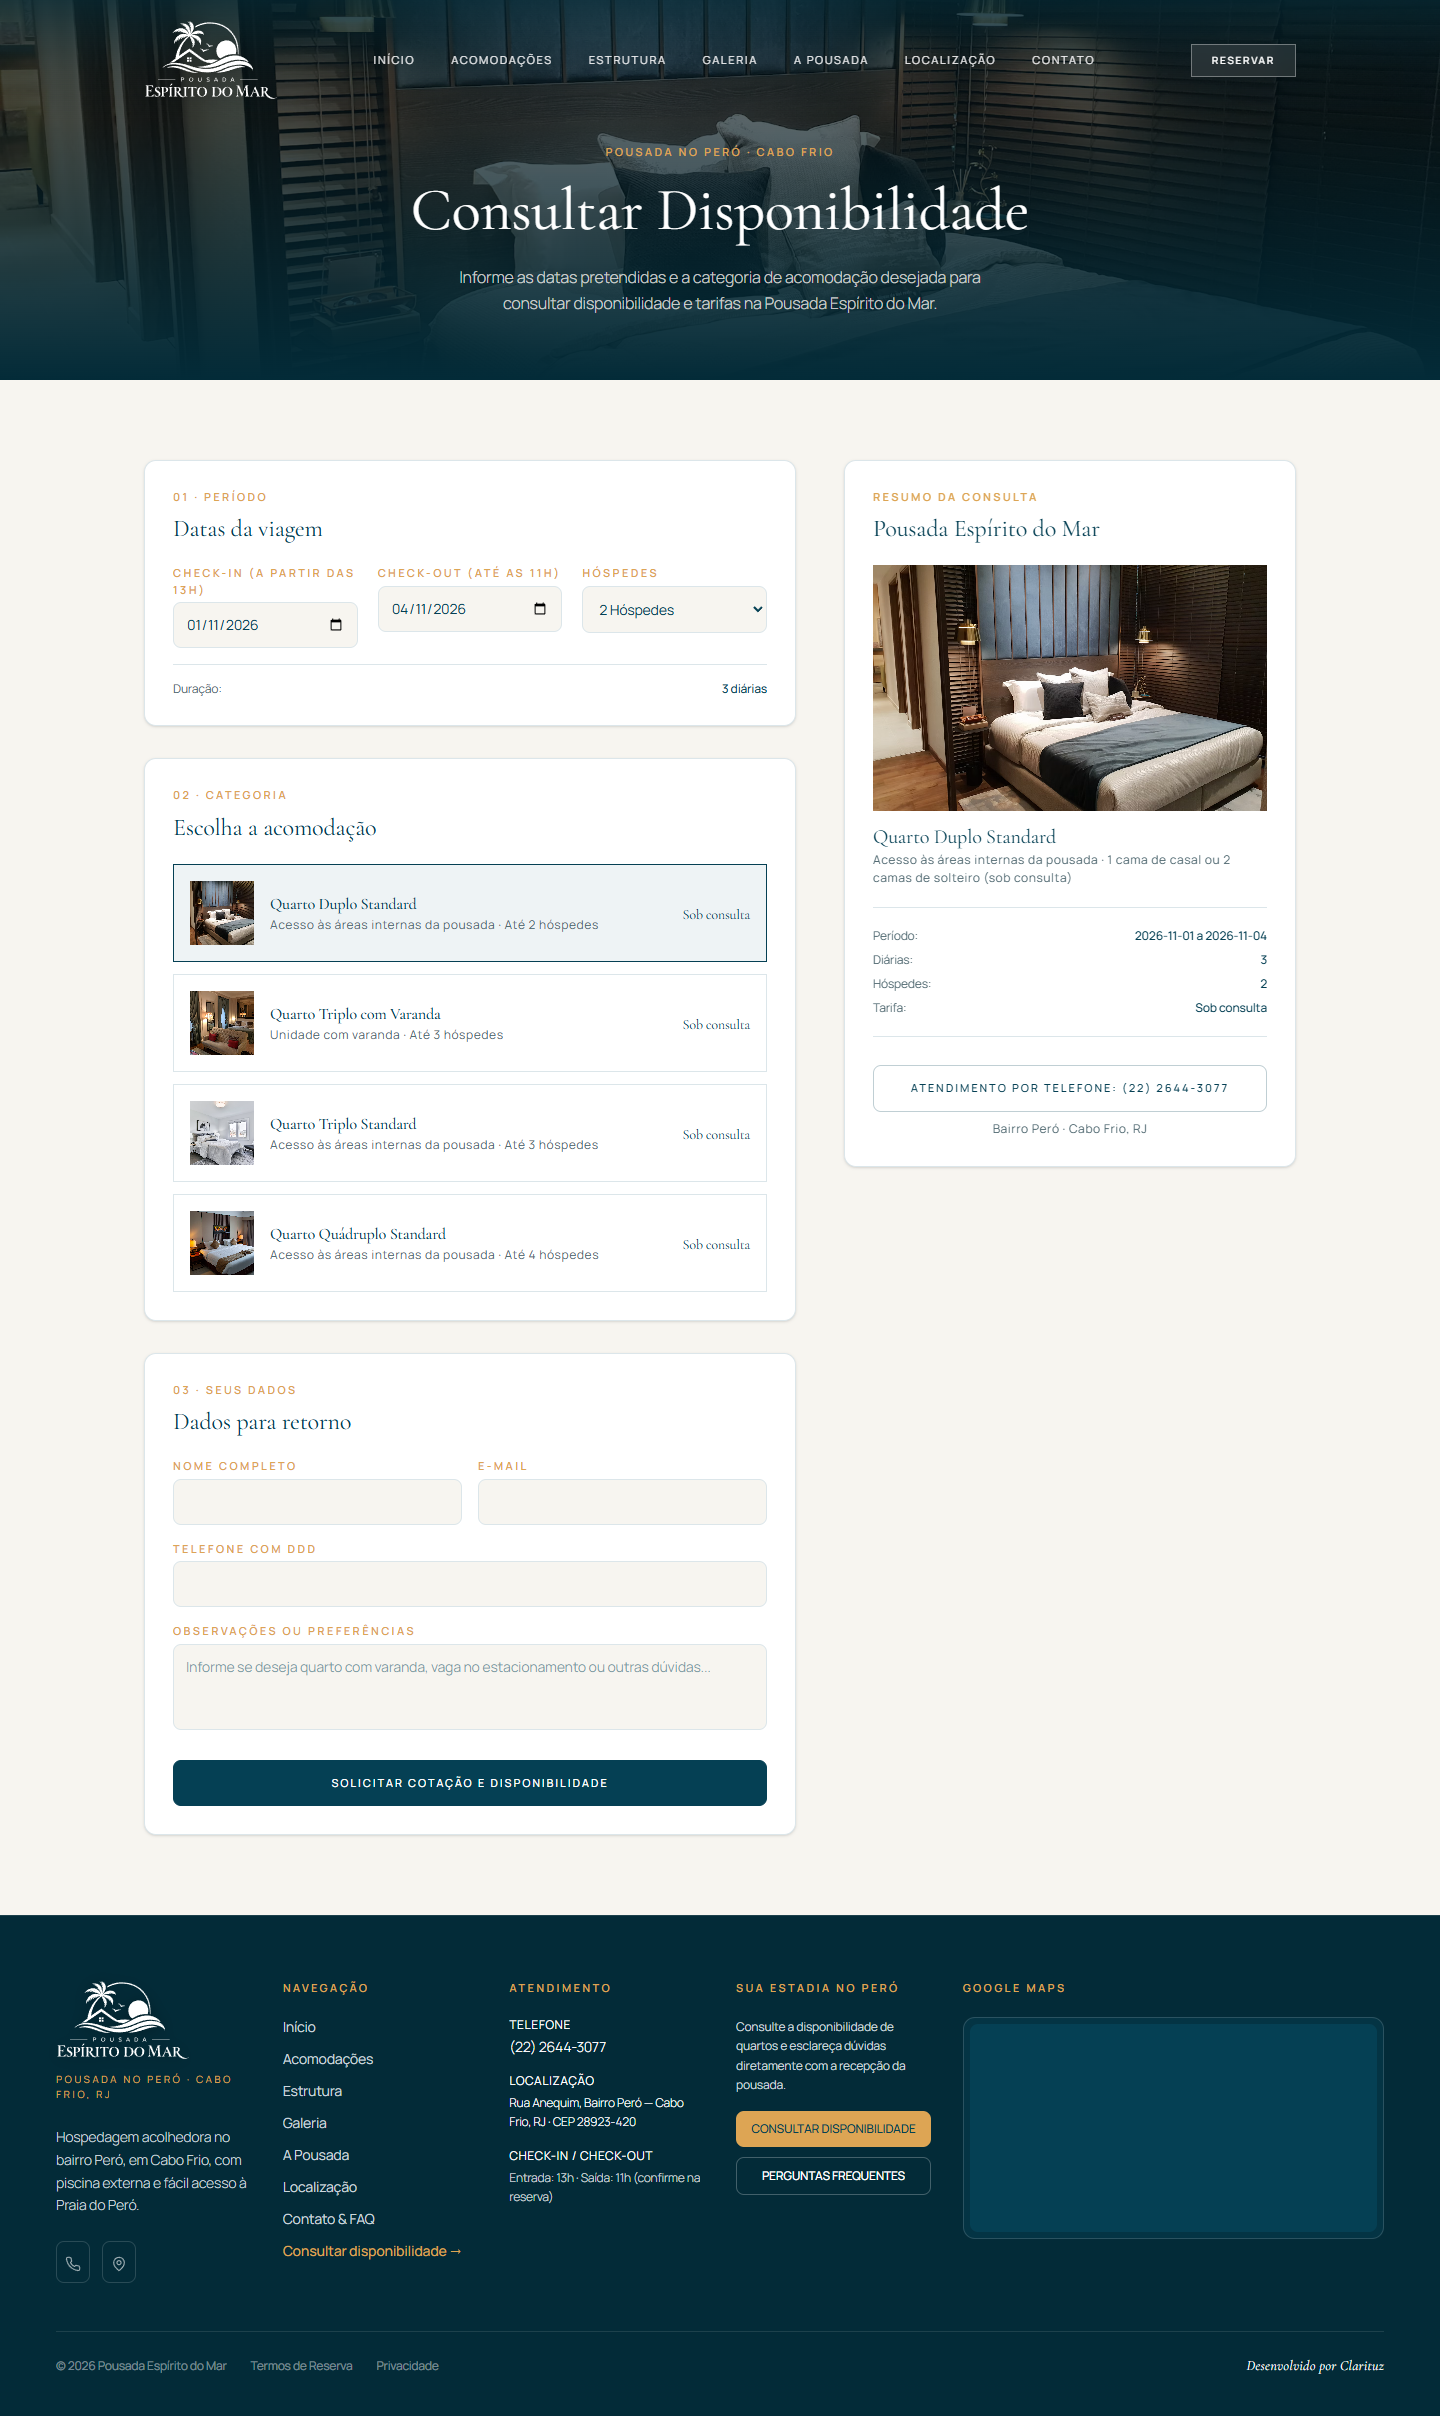 POUSADA
ESPÍRITO DO MAR
INÍCIO
ACOMODAÇÕES
ESTRUTURA
GALERIA
A POUSADA
LOCALIZAÇÃO
CONTATO
RESERVAR
POUSADA NO PERÓ · CABO FRIO
Consultar Disponibilidade
Informe as datas pretendidas e a categoria de acomodação desejada para
consultar disponibilidade e tarifas na Pousada Espírito do Mar.
01 · PERÍODO
Datas da viagem
CHECK-IN (A PARTIR DAS
13H)
01/11/2026
CHECK-OUT (ATÉ AS 11H)
04/11/2026
HÓSPEDES
2 Hóspedes
Duração:
3 diárias
02 · CATEGORIA
Escolha a acomodação
Quarto Duplo Standard
Acesso às áreas internas da pousada · Até 2 hóspedes
Sob consulta
Quarto Triplo com Varanda
Unidade com varanda · Até 3 hóspedes
Sob consulta
Quarto Triplo Standard
Acesso às áreas internas da pousada · Até 3 hóspedes
Sob consulta
Quarto Quádruplo Standard
Acesso às áreas internas da pousada · Até 4 hóspedes
Sob consulta
03 · SEUS DADOS
Dados para retorno
NOME COMPLETO
E-MAIL
TELEFONE COM DDD
OBSERVAÇÕES OU PREFERÊNCIAS
Informe se deseja quarto com varanda, vaga no estacionamento ou outras dúvidas...
SOLICITAR COTAÇÃO E DISPONIBILIDADE
RESUMO DA CONSULTA
Pousada Espírito do Mar
Quarto Duplo Standard
Acesso às áreas internas da pousada · 1 cama de casal ou 2
camas de solteiro (sob consulta)
Período:
2026-11-01 a 2026-11-04
Diárias:
3
Hóspedes:
2
Tarifa:
Sob consulta
ATENDIMENTO POR TELEFONE: (22) 2644-3077
Bairro Peró · Cabo Frio, RJ
POUSADA
ESPÍRITO DO MAR
POUSADA NO PERÓ · CABO
FRIO, RJ
Hospedagem acolhedora no
bairro Peró, em Cabo Frio, com
piscina externa e fácil acesso à
Praia do Peró.
NAVEGAÇÃO
Início
Acomodações
Estrutura
Galeria
A Pousada
Localização
Contato & FAQ
Consultar disponibilidade →
ATENDIMENTO
TELEFONE
(22) 2644-3077
LOCALIZAÇÃO
Rua Anequim, Bairro Peró — Cabo
Frio, RJ · CEP 28923-420
CHECK-IN / CHECK-OUT
Entrada: 13h · Saída: 11h (confirme na
reserva)
SUA ESTADIA NO PERÓ
Consulte a disponibilidade de
quartos e esclareça dúvidas
diretamente com a recepção da
pousada.
CONSULTAR DISPONIBILIDADE
PERGUNTAS FREQUENTES
GOOGLE MAPS
© 2026 Pousada Espírito do Mar
Termos de Reserva
Privacidade
Desenvolvido por Clarituz